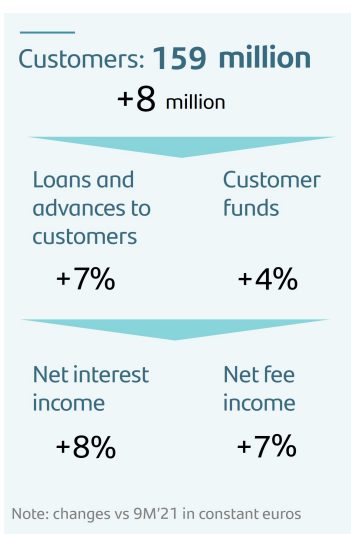 Customers: 159 million
+8 million
Loans and
advances to
customers
+7%
Customer
funds
+4%
Net interest
income
+8%
Net fee
income
+7%
Note: changes vs 9M'21 in constant euros